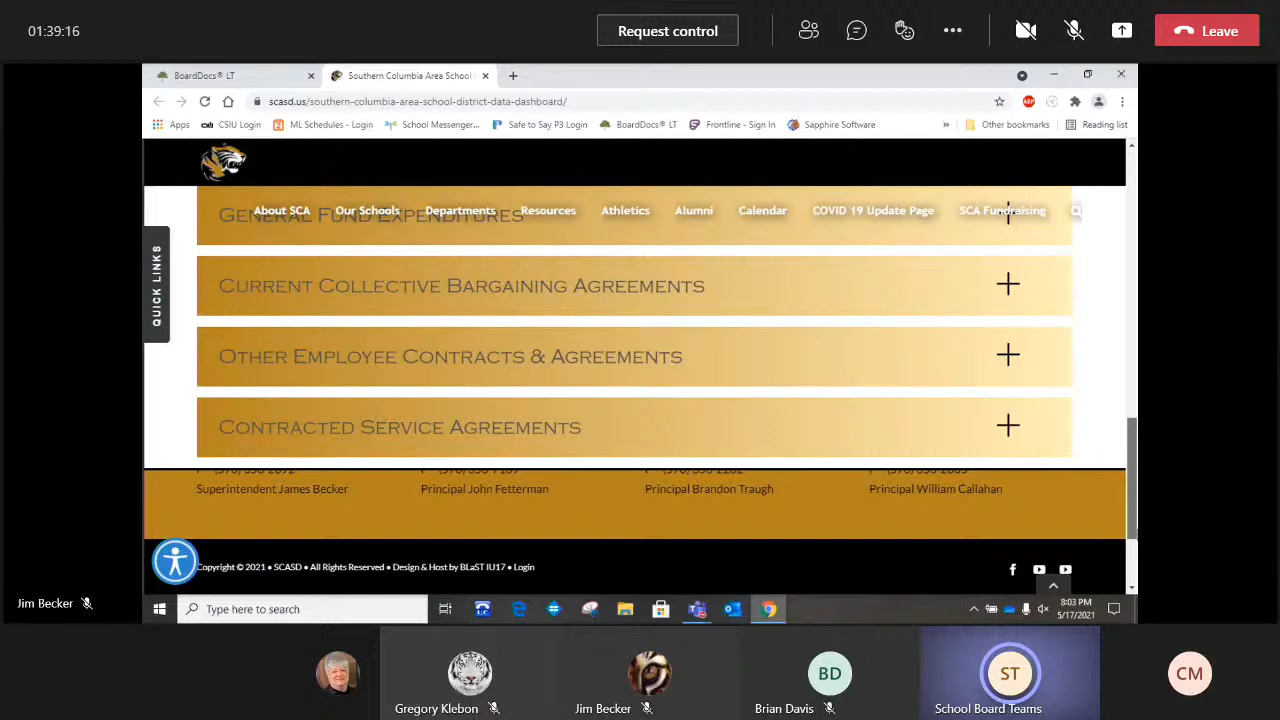 01:39:16
Request control
Leave
BoardDocs® LT
Southern Columbia Area School
scasd.us/southern-columbia-area-school-district-data-dashboard/
ABP
Apps
CSIU Login
ML Schedules - Login
School Messenger...
Safe to Say P3 Login
BoardDocs® LT
Frontline - Sign In
Sapphire Software
»
Other bookmarks
Reading list
About SCA
Our Schools
Departments
Resources
Athletics
Alumni
Calendar
COVID 19 Update Page
SCA Fundraising
General Fund Expenditures
QUICK LINKS
Current Collective Bargaining Agreements
Other Employee Contracts & Agreements
Contracted Service Agreements
Superintendent James Becker
Principal John Fetterman
Principal Brandon Traugh
Principal William Callahan
Copyright © 2021 • SCASD • All Rights Reserved • Design & Host by BLaST IU17 • Login
Jim Becker
Type here to search
8:03 PM
5/17/2021
BD
ST
CM
Gregory Klebon
Jim Becker
Brian Davis
School Board Teams